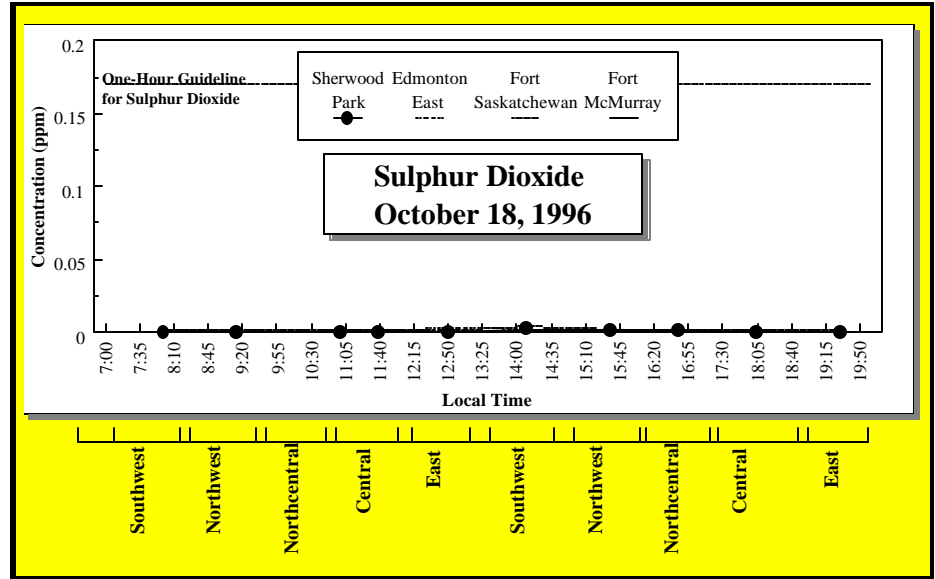 0.2
0.15
0.1
0.05
0
Concentration (ppm)
One-Hour Guideline
for Sulphur Dioxide
Sherwood Edmonton Fort Fort
Park East Saskatchewan McMurray
Sulphur Dioxide
October 18, 1996
7:00 7:35 8:10 8:45 9:20 9:55 10:30 11:05 11:40 12:15 12:50 13:25 14:00 14:35 15:10 15:45 16:20 16:55 17:30 18:05 18:40 19:15 19:50
Local Time
Southwest Northwest Northcentral Central East Southwest Northwest Northcentral Central East